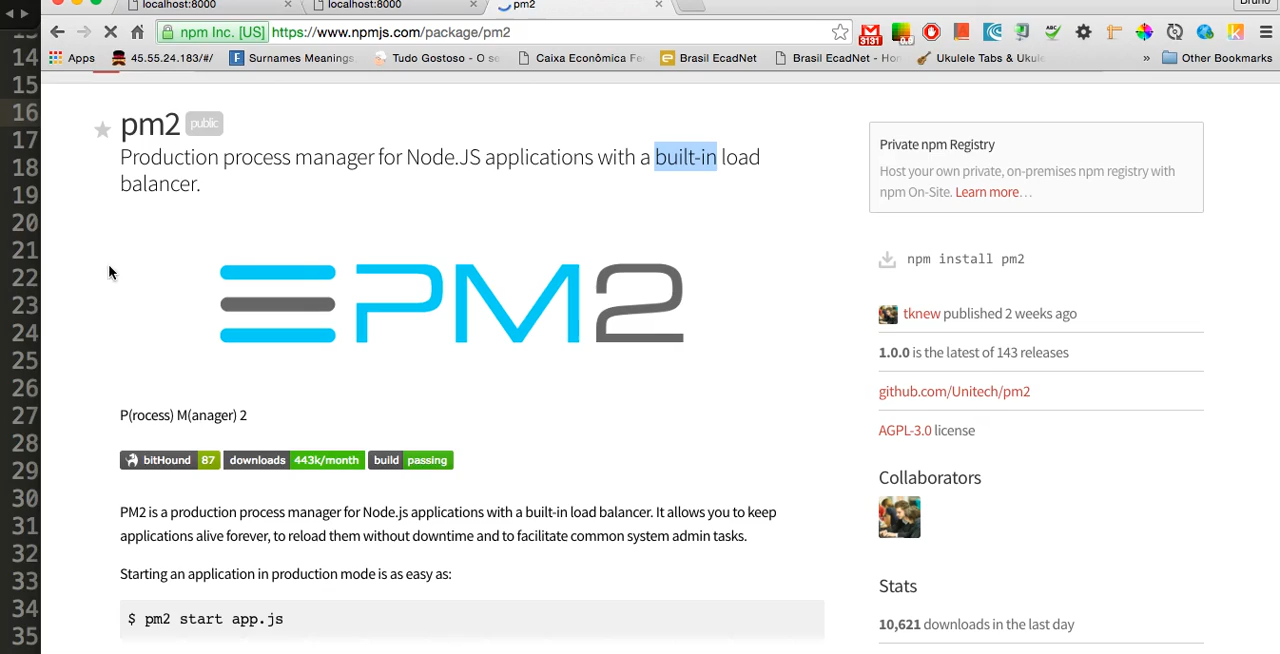 localhost:8000
localhost:8000
pm2
Bruno
npm Inc. [US]
https://www.npmjs.com/package/pm2
3131
0.0
ABC
Apps
45.55.24.183/#/
Surnames Meanings
Tudo Gostoso - O se
Caixa Econômica Fe
Brasil EcadNet
Brasil EcadNet - Hon
Ukulele Tabs & Ukul
»
Other Bookmarks
14
15
16
17
18
19
20
21
22
23
24
25
26
27
28
29
30
31
32
33
34
35
pm2 public
Production process manager for Node.JS applications with a built-in load
balancer.
PM2
P(rocess) M(anager) 2
bitHound 87
downloads 443k/month
build passing
PM2 is a production process manager for Node.js applications with a built-in load balancer. It allows you to keep
applications alive forever, to reload them without downtime and to facilitate common system admin tasks.
Starting an application in production mode is as easy as:
$ pm2 start app.js
Private npm Registry
Host your own private, on-premises npm registry with
npm On-Site. Learn more…
npm install pm2
tknew published 2 weeks ago
1.0.0 is the latest of 143 releases
github.com/Unitech/pm2
AGPL-3.0 license
Collaborators
Stats
10,621 downloads in the last day